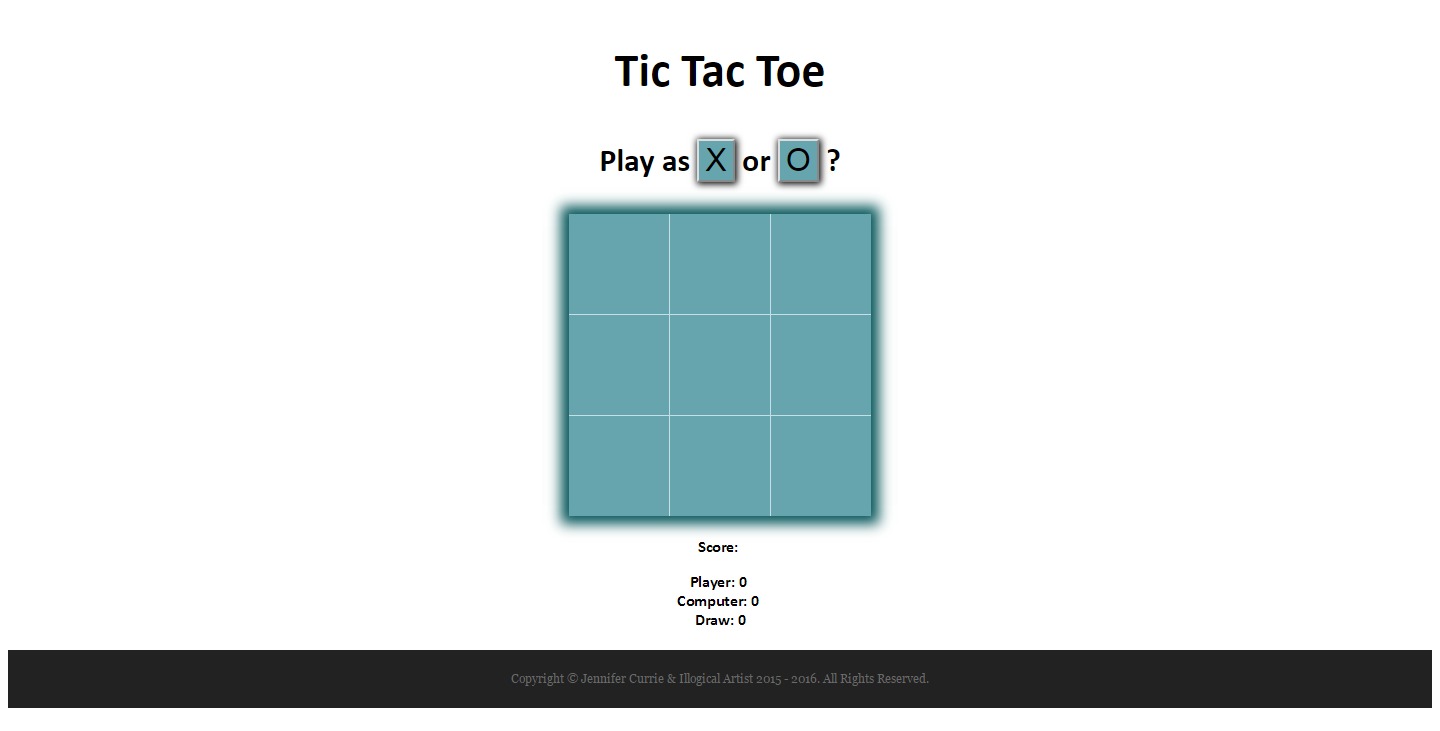 Tic Tac Toe
Play as X or O ?
Score:
Player: 0
Computer: 0
Draw: 0
Copyright © Jennifer Currie & Illogical Artist 2015 - 2016. All Rights Reserved.